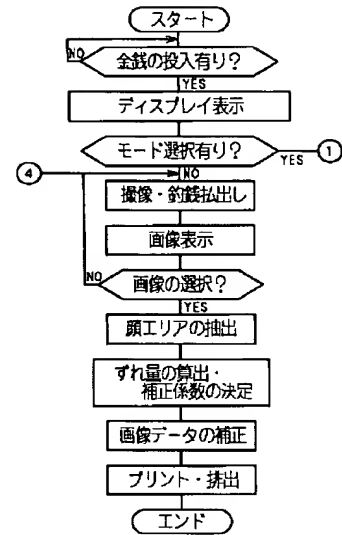 スタート
NO
金銭の投入有り?
YES
ディスプレイ表示
モード選択有り?
YES
1
4
NO
撮像・釣銭払出し
画像表示
NO
画像の選択?
YES
顔エリアの抽出
ずれ量の算出・
補正係数の決定
画像データの補正
プリント・排出
エンド